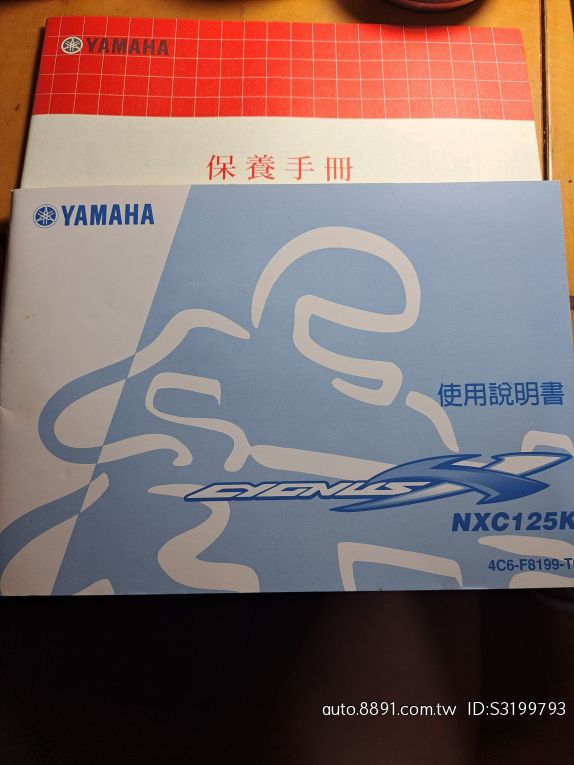 YAMAHA
保養手冊
YAMAHA
使用說明書
CYGNUS X
NXC125K
4C6-F8199-T
auto.8891.com.tw ID:S3199793